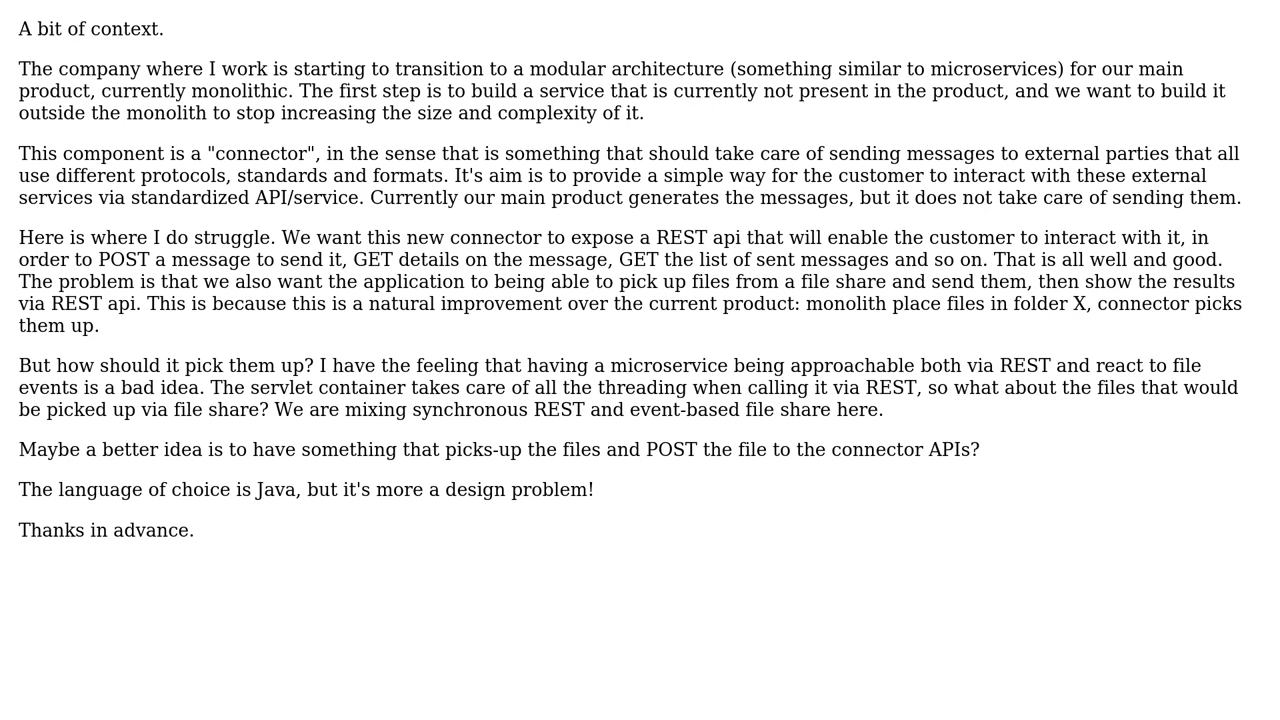 A bit of context.
The company where I work is starting to transition to a modular architecture (something similar to microservices) for our main
product, currently monolithic. The first step is to build a service that is currently not present in the product, and we want to build it
outside the monolith to stop increasing the size and complexity of it.
This component is a "connector", in the sense that is something that should take care of sending messages to external parties that all
use different protocols, standards and formats. It's aim is to provide a simple way for the customer to interact with these external
services via standardized API/service. Currently our main product generates the messages, but it does not take care of sending them.
Here is where I do struggle. We want this new connector to expose a REST api that will enable the customer to interact with it, in
order to POST a message to send it, GET details on the message, GET the list of sent messages and so on. That is all well and good.
The problem is that we also want the application to being able to pick up files from a file share and send them, then show the results
via REST api. This is because this is a natural improvement over the current product: monolith place files in folder X, connector picks
them up.
But how should it pick them up? I have the feeling that having a microservice being approachable both via REST and react to file
events is a bad idea. The servlet container takes care of all the threading when calling it via REST, so what about the files that would
be picked up via file share? We are mixing synchronous REST and event-based file share here.
Maybe a better idea is to have something that picks-up the files and POST the file to the connector APIs?
The language of choice is Java, but it's more a design problem!
Thanks in advance.